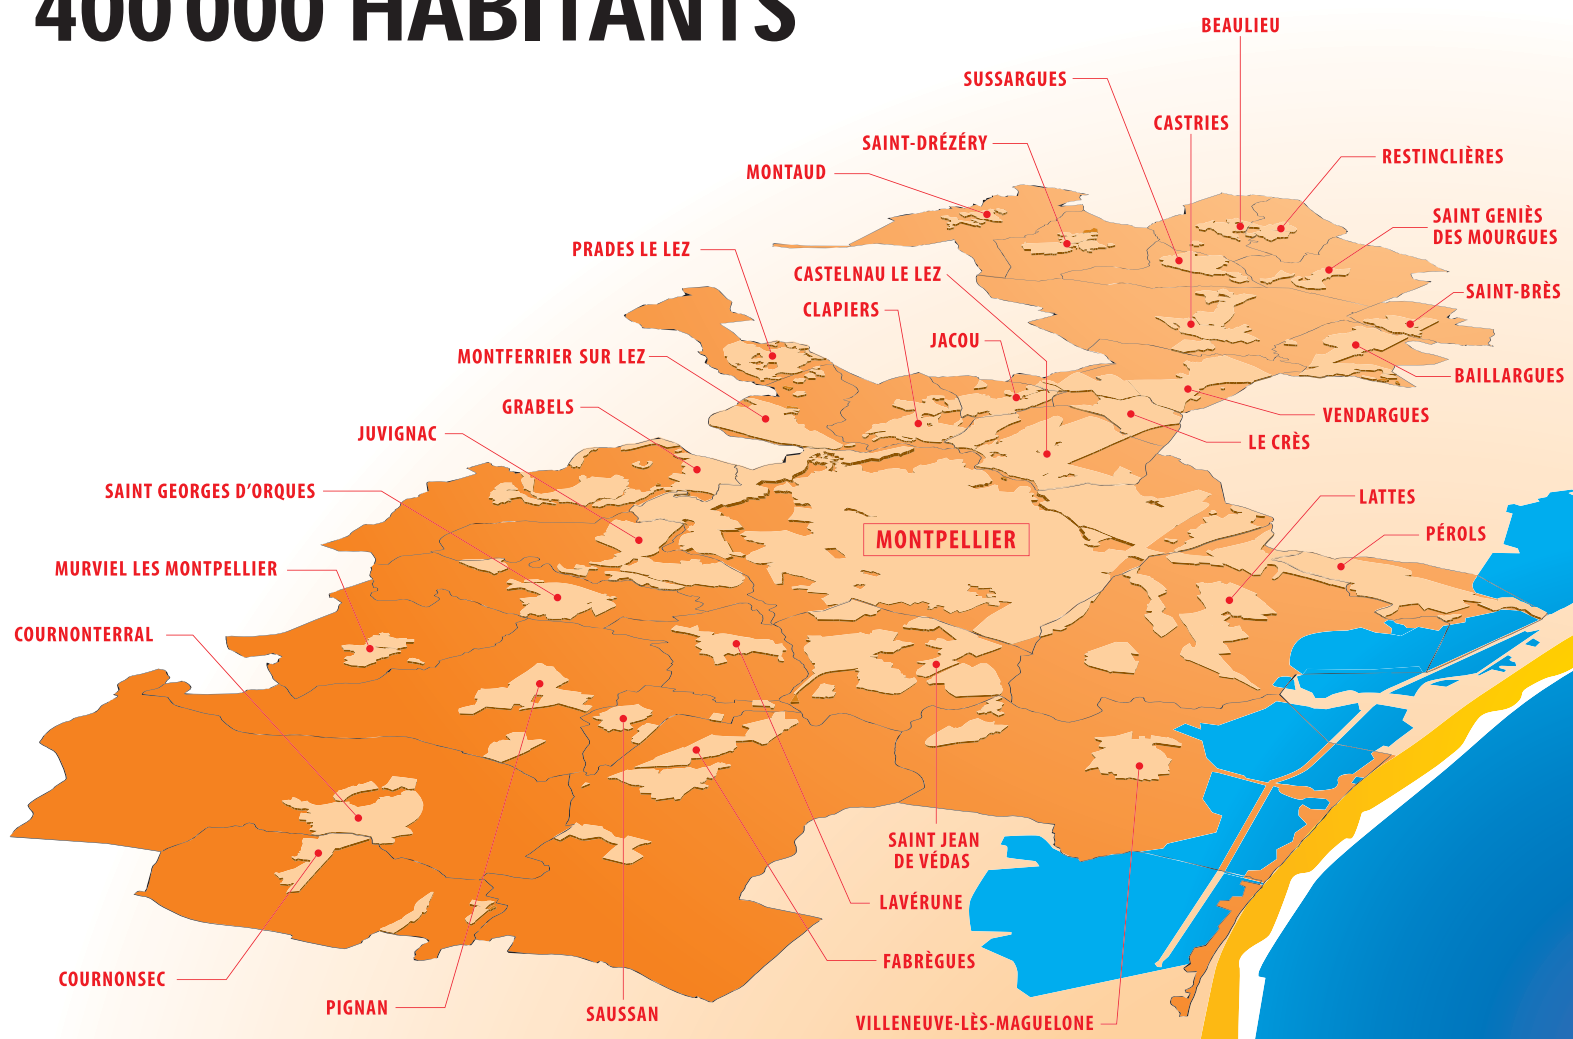 400 000 HABITANTS
BEAULIEU
SUSSARGUES
CASTRIES
SAINT-DRÉZÉRY
RESTINCLIÈRES
MONTAUD
SAINT GENIÈS
DES MOURGUES
PRADES LE LEZ
CASTELNAU LE LEZ
SAINT-BRÈS
CLAPIERS
JACOU
MONTFERRIER SUR LEZ
BAILLARGUES
GRABELS
VENDARGUES
JUVIGNAC
LE CRÈS
SAINT GEORGES D'ORQUES
LATTES
MONTPELLIER
PÉROLS
MURVIEL LES MONTPELLIER
COURNONTERRAL
SAINT JEAN
DE VÉDAS
LAVÉRUNE
FABRÈGUES
COURNONSEC
PIGNAN
SAUSSAN
VILLENEUVE-LÈS-MAGUELONE